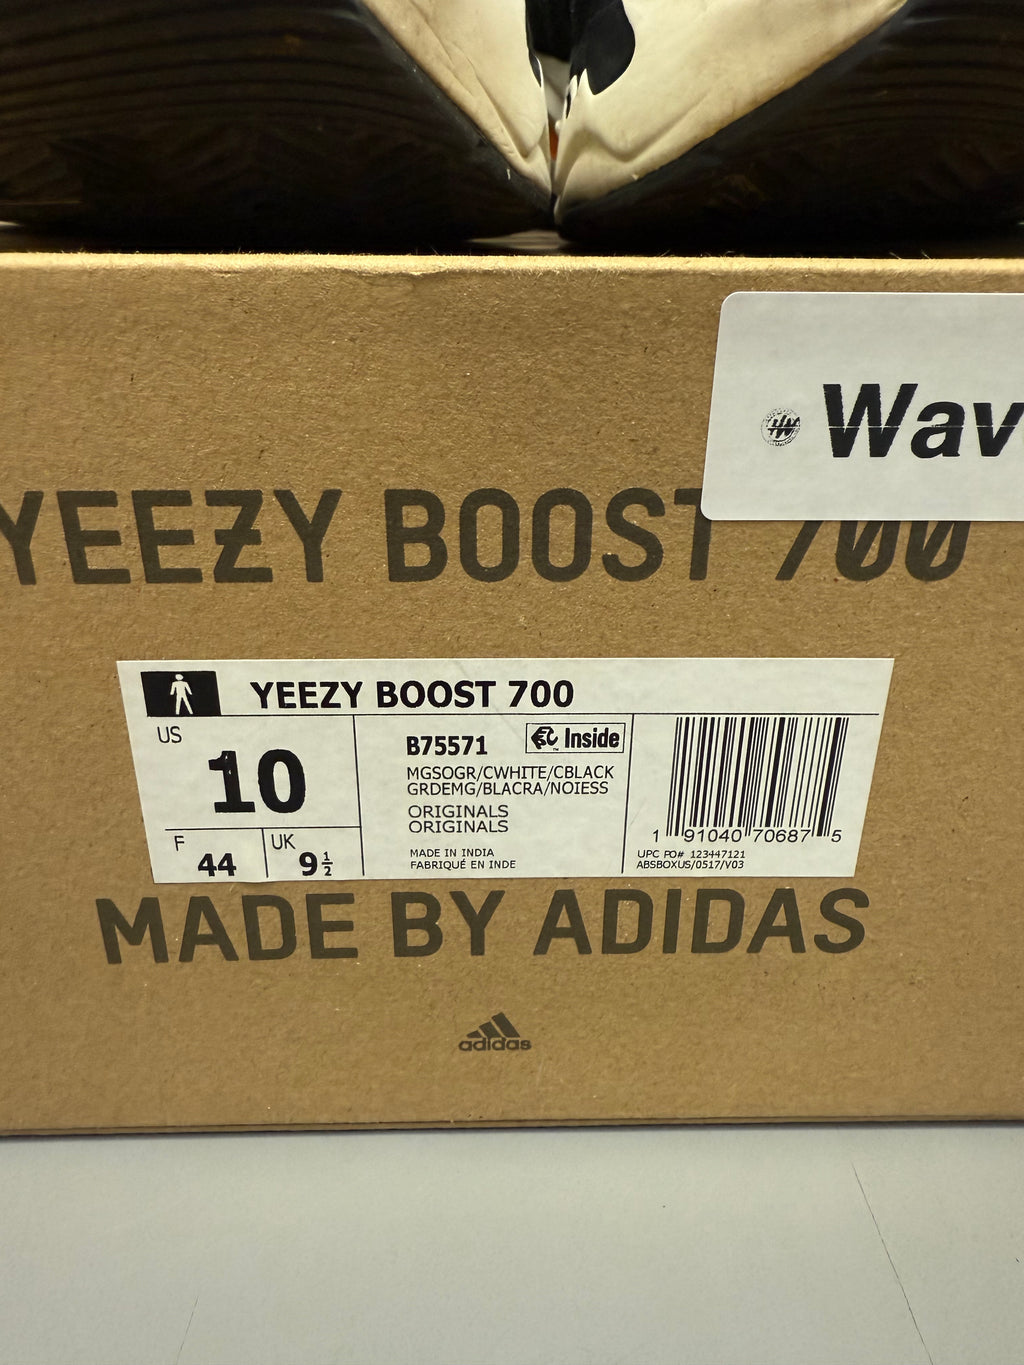 Wav
YEEZY BOOST 700
YEEZY BOOST 700
US
10
F
44
UK
9 1/2
B75571
SC Inside
MGSOGR/CWHITE/CBLACK
GRDEMG/BLACRA/NOIESS
ORIGINALS
ORIGINALS
MADE IN INDIA
FABRIQUÉ EN INDE
1 91040 70687 5
UPC PO# 123447121
ABSBOXUS/0517/V03
MADE BY ADIDAS
adidas